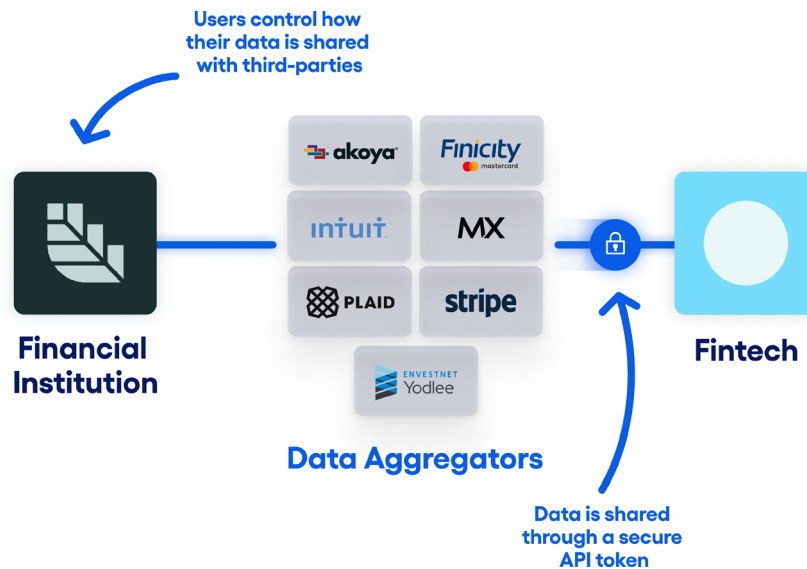 Users control how
their data is shared
with third-parties
akoya
Finicity
mastercard
intuit
MX
PLAID
stripe
ENVESTNET
Yodlee
Financial
Institution
Fintech
Data Aggregators
Data is shared
through a secure
API token